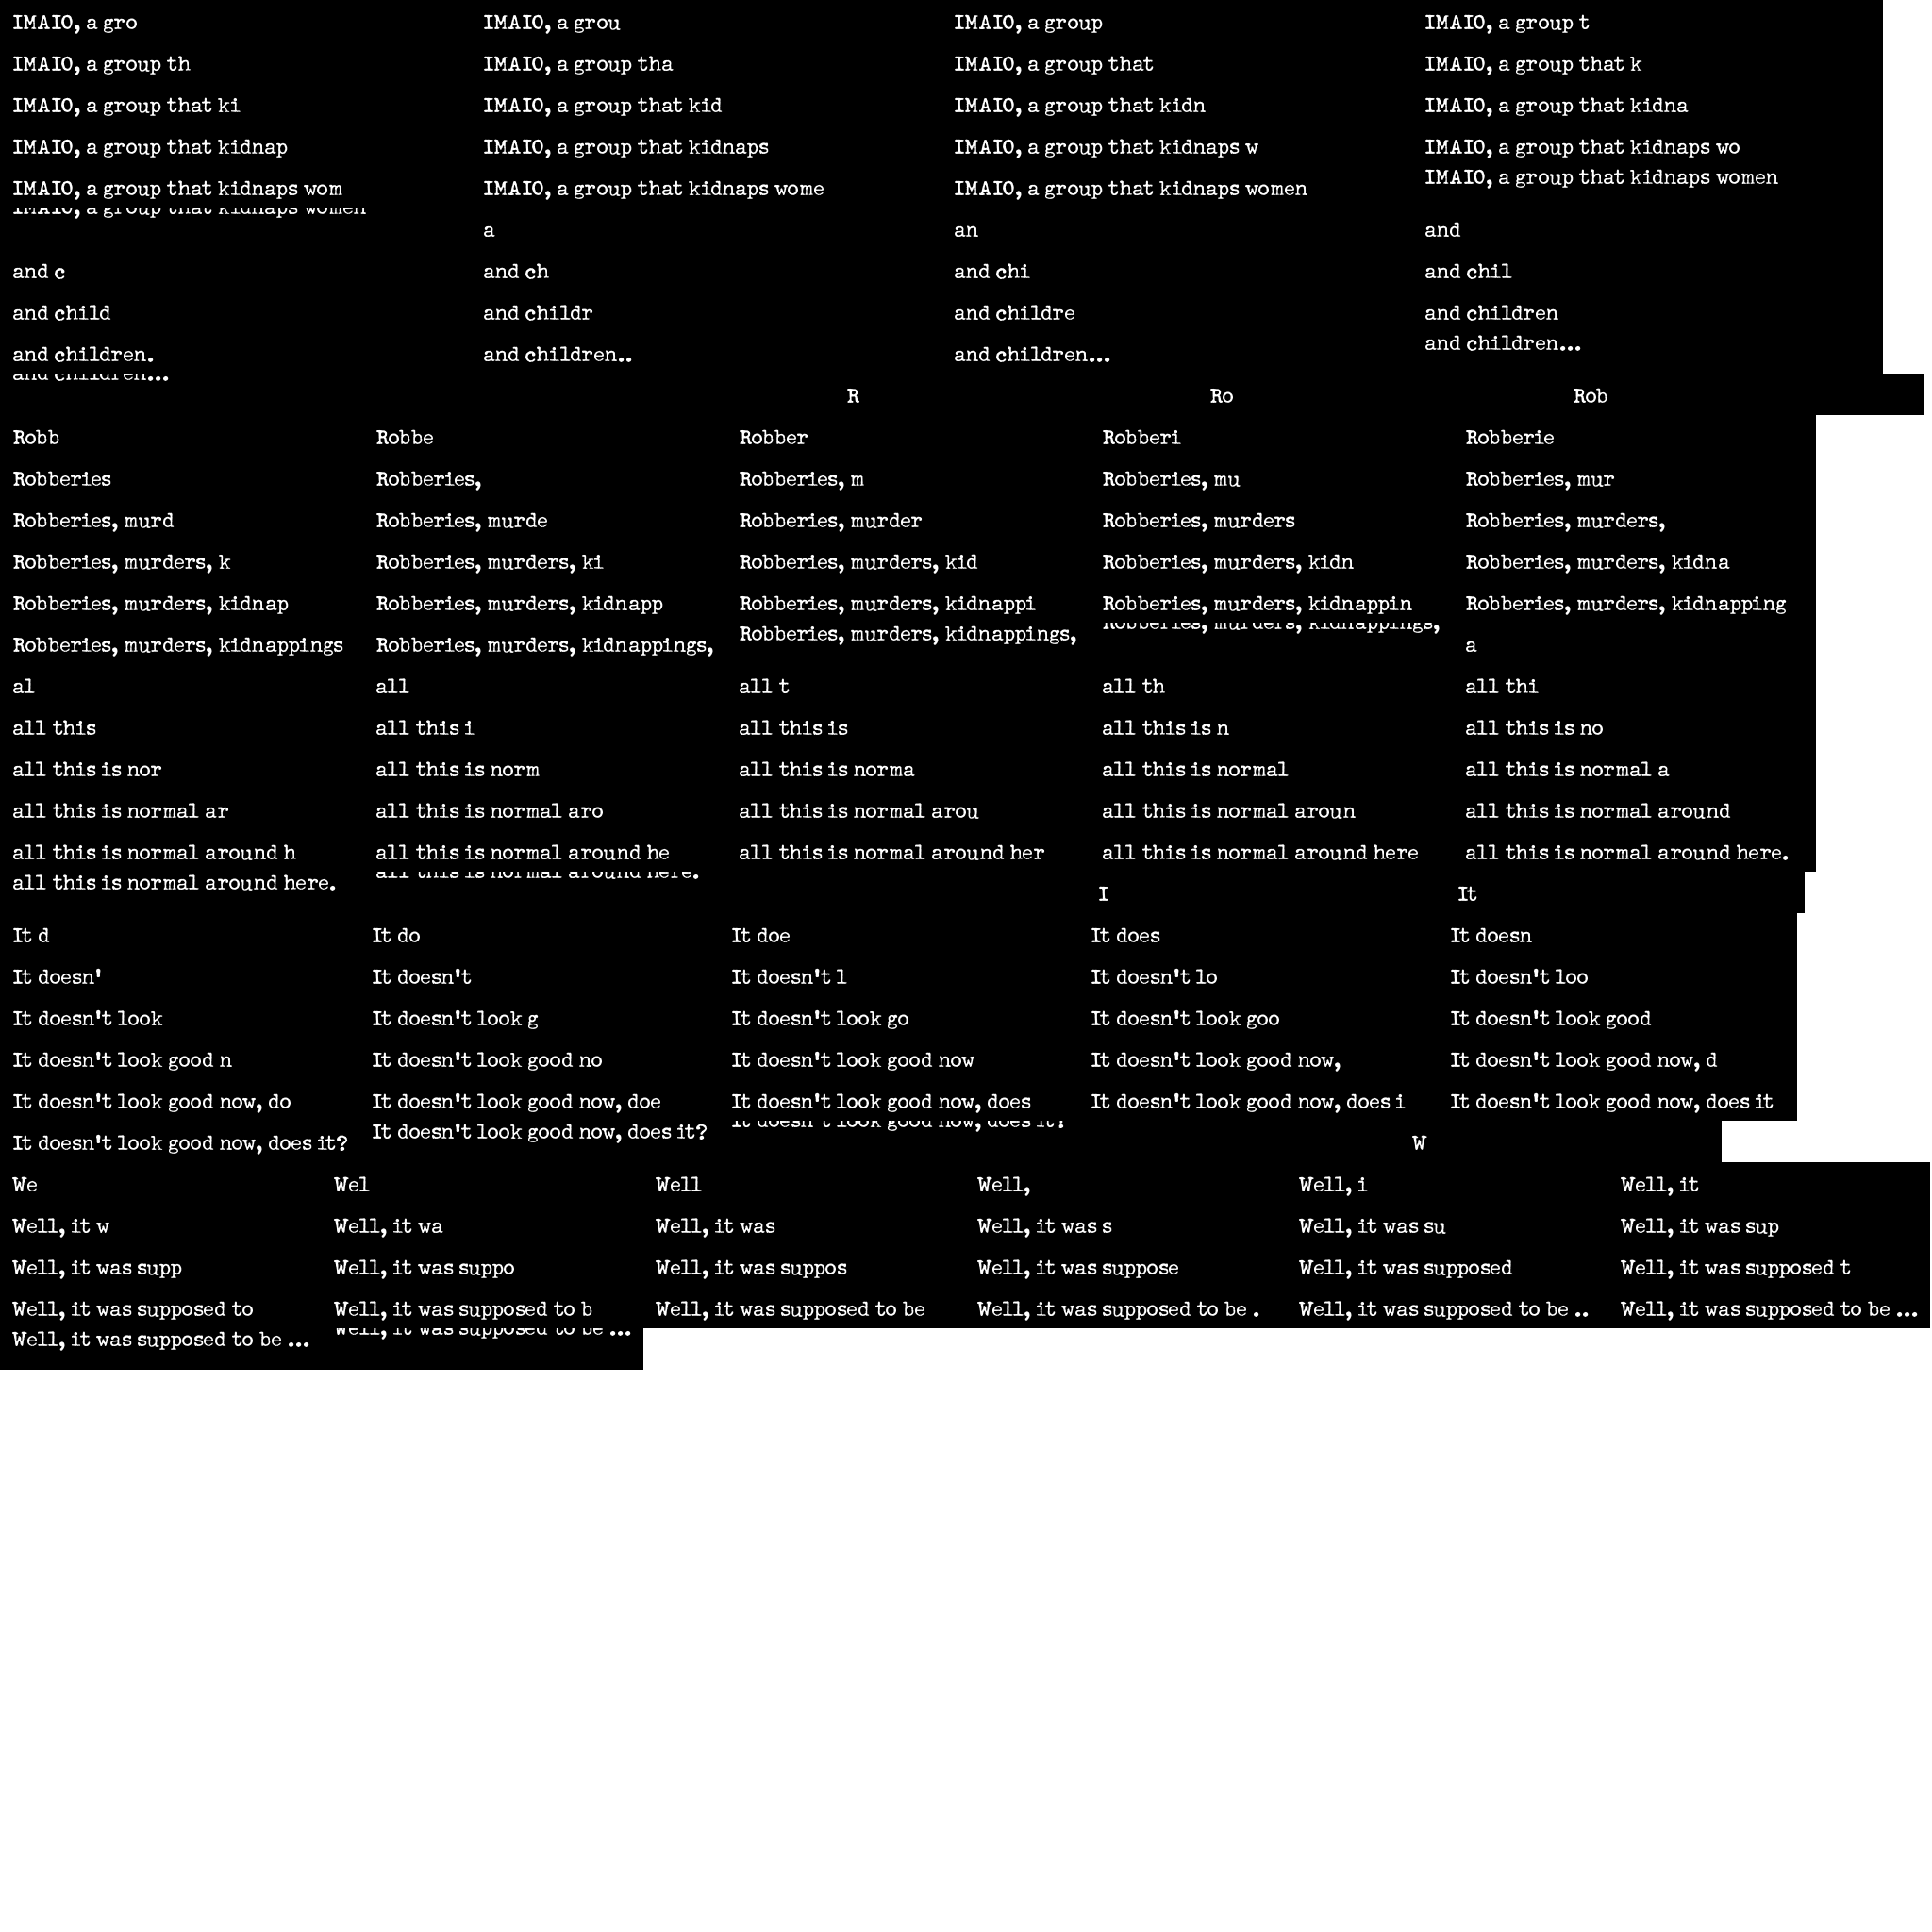 IMAIO, a gro IMAIO, a grou IMAIO, a group IMAIO, a group t
IMAIO, a group th IMAIO, a group tha IMAIO, a group that IMAIO, a group that k
IMAIO, a group that ki IMAIO, a group that kid IMAIO, a group that kidn IMAIO, a group that kidna
IMAIO, a group that kidnap IMAIO, a group that kidnaps IMAIO, a group that kidnaps w IMAIO, a group that kidnaps wo
IMAIO, a group that kidnaps wom IMAIO, a group that kidnaps wome IMAIO, a group that kidnaps women IMAIO, a group that kidnaps women
IMAIO, a group that kidnaps women
a an and
and c and ch and chi and chil
and child and childr and childre and children
and children. and children.. and children... and children...
and children...
R Ro Rob
Robb Robbe Robber Robberi Robberie
Robberies Robberies, Robberies, m Robberies, mu Robberies, mur
Robberies, murd Robberies, murde Robberies, murder Robberies, murders Robberies, murders,
Robberies, murders, k Robberies, murders, ki Robberies, murders, kid Robberies, murders, kidn Robberies, murders, kidna
Robberies, murders, kidnap Robberies, murders, kidnapp Robberies, murders, kidnappi Robberies, murders, kidnappin Robberies, murders, kidnapping
Robberies, murders, kidnappings Robberies, murders, kidnappings, Robberies, murders, kidnappings, Robberies, murders, kidnappings, a
al all all t all th all thi
all this all this i all this is all this is n all this is no
all this is nor all this is norm all this is norma all this is normal all this is normal a
all this is normal ar all this is normal aro all this is normal arou all this is normal aroun all this is normal around
all this is normal around h all this is normal around he all this is normal around her all this is normal around here all this is normal around here.
all this is normal around here. all this is normal around here. I It
It d It do It doe It does It doesn
It doesn' It doesn't It doesn't l It doesn't lo It doesn't loo
It doesn't look It doesn't look g It doesn't look go It doesn't look goo It doesn't look good
It doesn't look good n It doesn't look good no It doesn't look good now It doesn't look good now, It doesn't look good now, d
It doesn't look good now, do It doesn't look good now, doe It doesn't look good now, does It doesn't look good now, does i It doesn't look good now, does it
It doesn't look good now, does it? It doesn't look good now, does it? It doesn't look good now, does it? W
We Wel Well Well, Well, i Well, it
Well, it w Well, it wa Well, it was Well, it was s Well, it was su Well, it was sup
Well, it was supp Well, it was suppo Well, it was suppos Well, it was suppose Well, it was supposed Well, it was supposed t
Well, it was supposed to Well, it was supposed to b Well, it was supposed to be Well, it was supposed to be . Well, it was supposed to be .. Well, it was supposed to be ...
Well, it was supposed to be ... Well, it was supposed to be ...